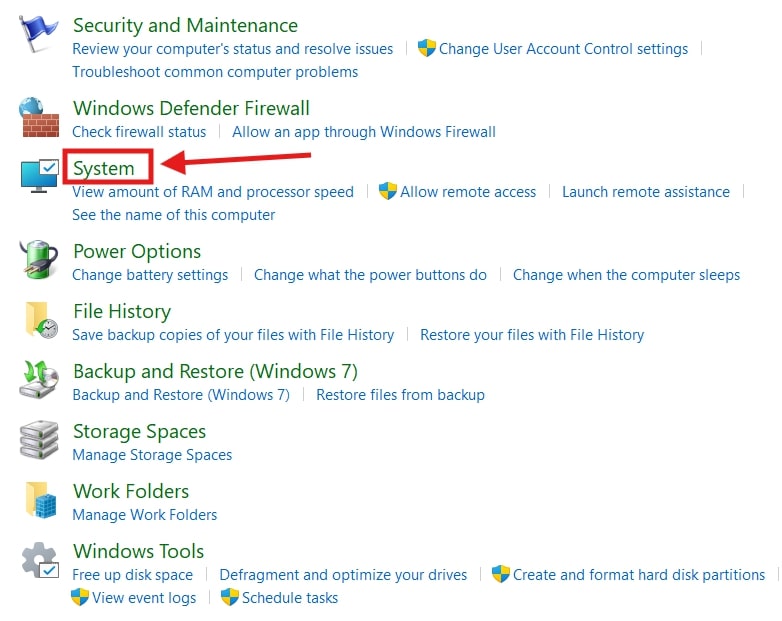 Security and Maintenance
Review your computer's status and resolve issues Change User Account Control settings
Troubleshoot common computer problems
Windows Defender Firewall
Check firewall status Allow an app through Windows Firewall
System
View amount of RAM and processor speed Allow remote access Launch remote assistance
See the name of this computer
Power Options
Change battery settings Change what the power buttons do Change when the computer sleeps
File History
Save backup copies of your files with File History Restore your files with File History
Backup and Restore (Windows 7)
Backup and Restore (Windows 7) Restore files from backup
Storage Spaces
Manage Storage Spaces
Work Folders
Manage Work Folders
Windows Tools
Free up disk space Defragment and optimize your drives Create and format hard disk partitions
View event logs Schedule tasks